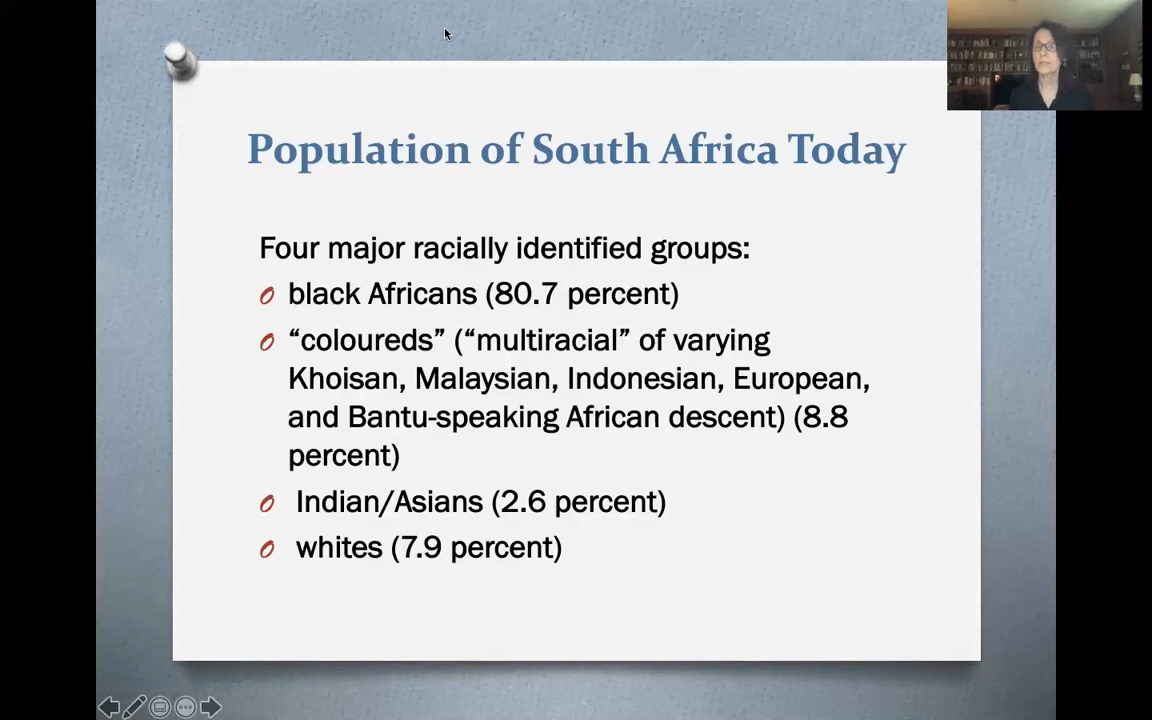 Population of South Africa Today
Four major racially identified groups:
black Africans (80.7 percent)
“coloureds” (“multiracial” of varying
Khoisan, Malaysian, Indonesian, European,
and Bantu-speaking African descent) (8.8
percent)
Indian/Asians (2.6 percent)
whites (7.9 percent)